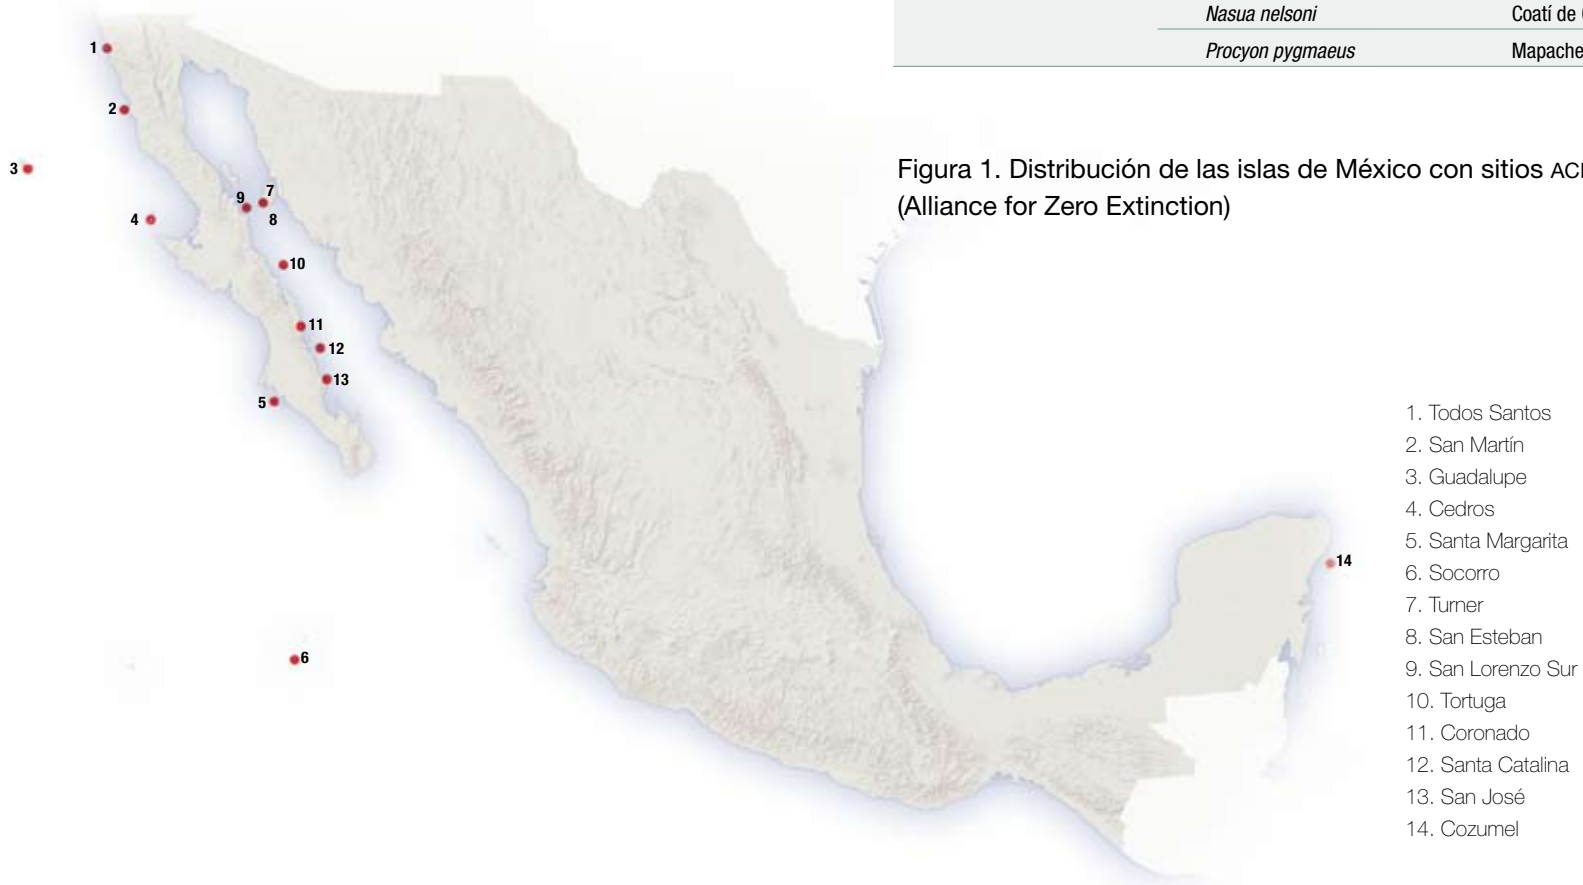 Nasua nelsoni Coatí de
Procyon pygmaeus Mapache
Figura 1. Distribución de las islas de México con sitios
(Alliance for Zero Extinction)
1
2
3
4
9
7
8
10
11
12
13
5
6
14
1. Todos Santos
2. San Martín
3. Guadalupe
4. Cedros
5. Santa Margarita
6. Socorro
7. Turner
8. San Esteban
9. San Lorenzo Sur
10. Tortuga
11. Coronado
12. Santa Catalina
13. San José
14. Cozumel